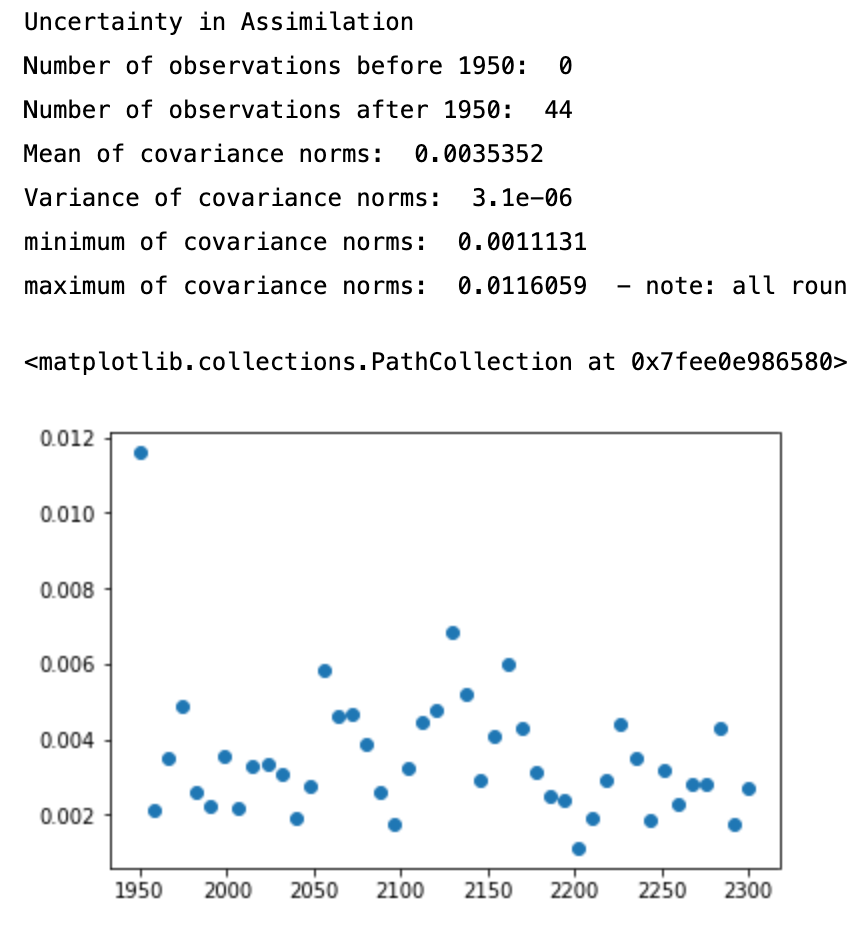 Uncertainty in Assimilation
Number of observations before 1950:  0
Number of observations after 1950:  44
Mean of covariance norms:  0.0035352
Variance of covariance norms:  3.1e-06
minimum of covariance norms:  0.0011131
maximum of covariance norms:  0.0116059  - note: all roun
<matplotlib.collections.PathCollection at 0x7fee0e986580>
0.012
0.010
0.008
0.006
0.004
0.002
1950 2000 2050 2100 2150 2200 2250 2300